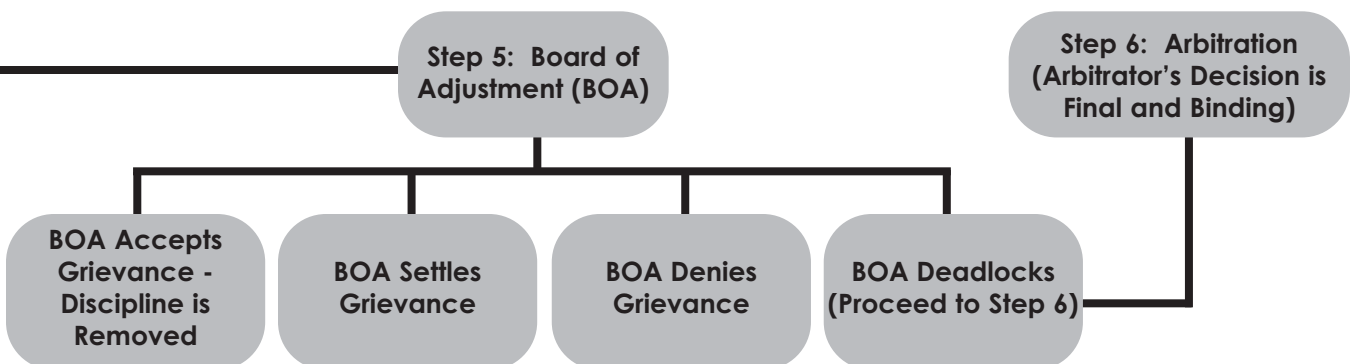 Step 5:  Board of
Adjustment (BOA)
Step 6:  Arbitration
(Arbitrator’s Decision is
Final and Binding)
BOA Accepts
Grievance -
Discipline is
Removed
BOA Settles
Grievance
BOA Denies
Grievance
BOA Deadlocks
(Proceed to Step 6)